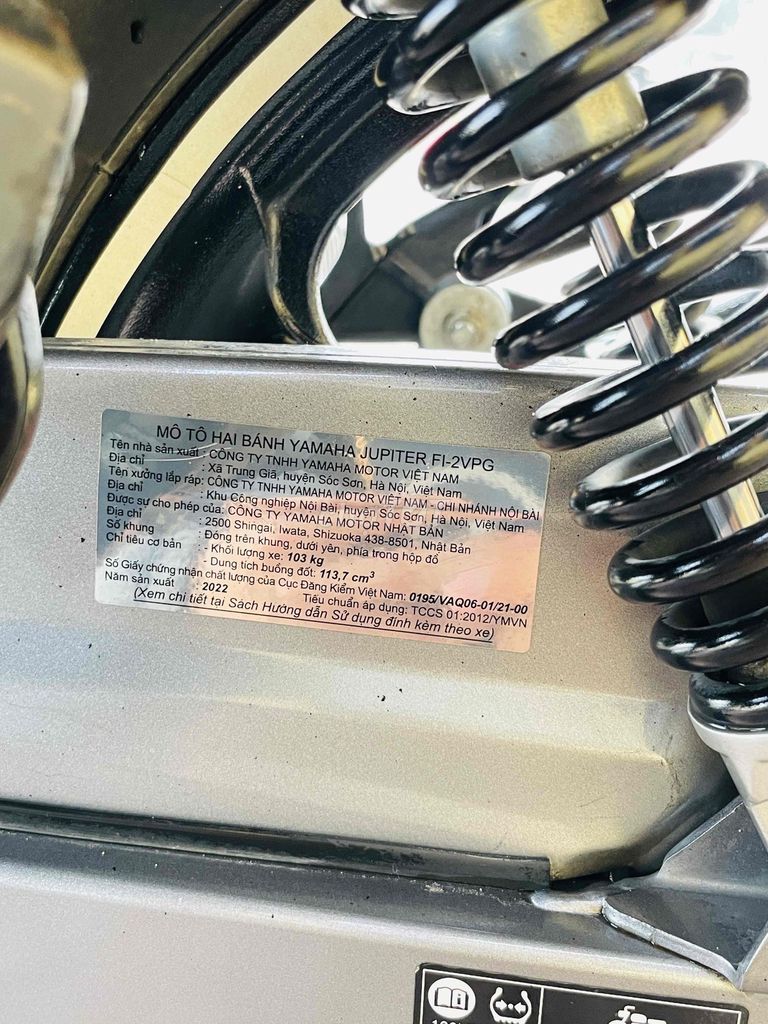 MÔ TÔ HAI BÁNH YAMAHA JUPITER FI-2VPG
Tên nhà sản xuất : CÔNG TY TNHH YAMAHA MOTOR VIỆT NAM
Địa chỉ : Xã Trung Giã, huyện Sóc Sơn, Hà Nội, Việt Nam
Tên xưởng lắp ráp: CÔNG TY TNHH YAMAHA MOTOR VIỆT NAM - CHI NHÁNH NỘI BÀI
Địa chỉ : Khu Công nghiệp Nội Bài, huyện Sóc Sơn, Hà Nội, Việt Nam
Được sự cho phép của: CÔNG TY YAMAHA MOTOR NHẬT BẢN
Địa chỉ : 2500 Shingai, Iwata, Shizuoka 438-8501, Nhật Bản
Số khung : Đóng trên khung, dưới yên, phía trong hộp đồ
Chỉ tiêu cơ bản : - Khối lượng xe: 103 kg
- Dung tích buồng đốt: 113,7 cm³
Số Giấy chứng nhận chất lượng của Cục Đăng Kiểm Việt Nam: 0195/VAQ06-01/21-00
Năm sản xuất : 2022 Tiêu chuẩn áp dụng: TCCS 01:2012/YMVN
(Xem chi tiết tại Sách Hướng dẫn Sử dụng đính kèm theo xe)